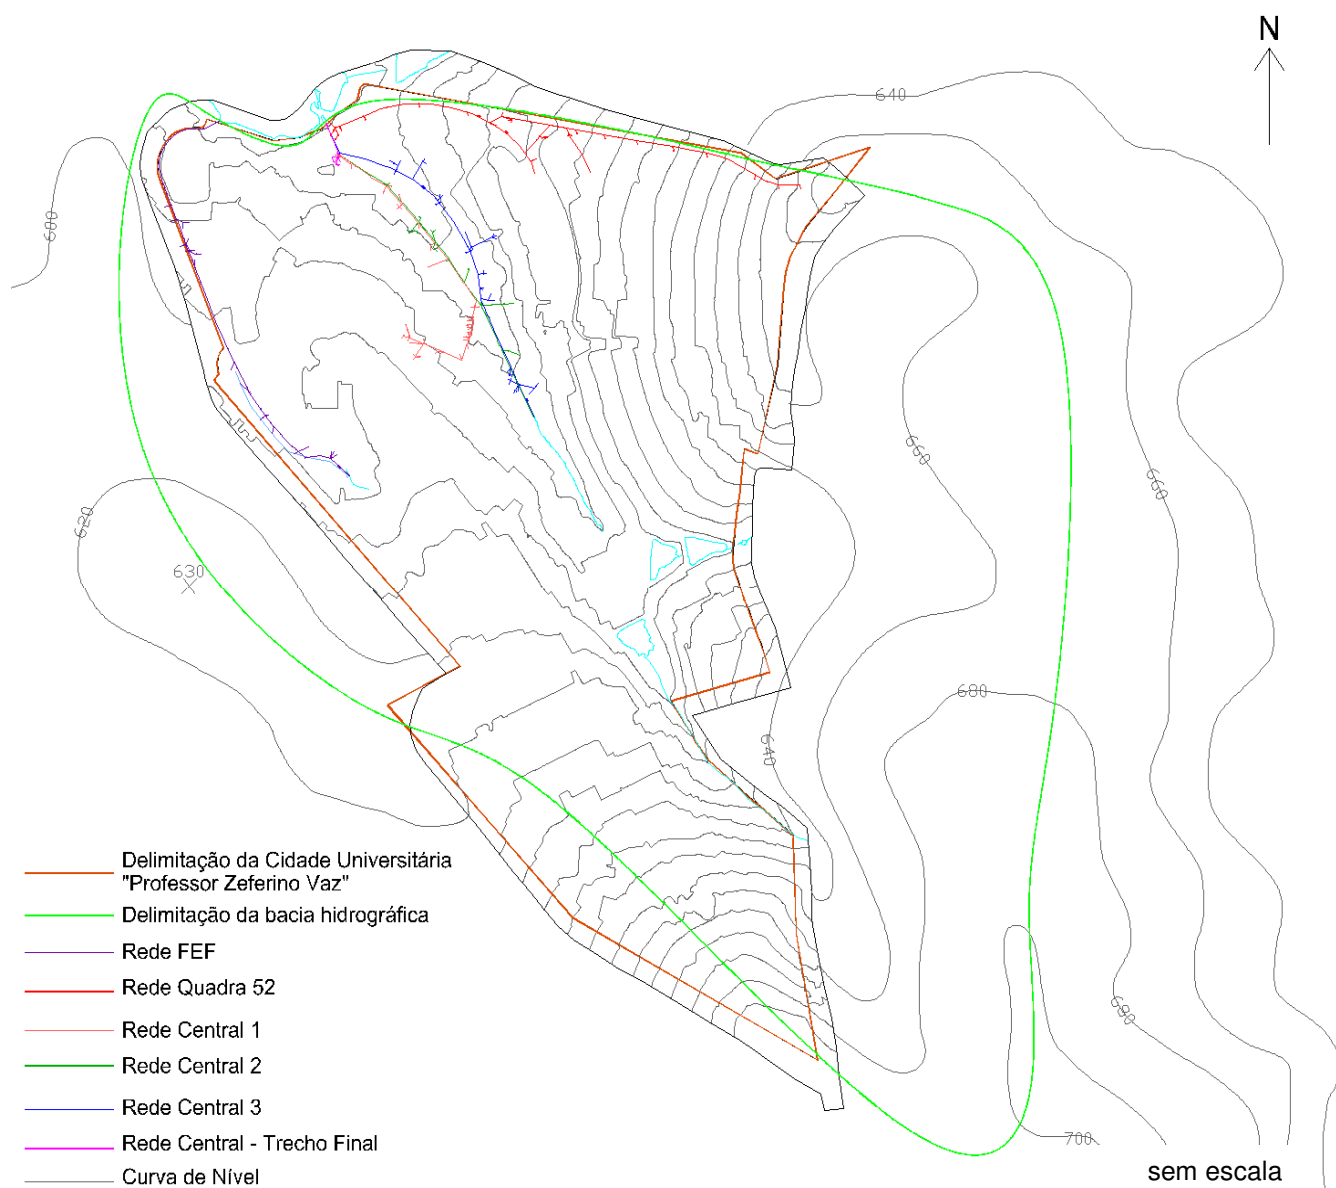 N
640
600
660
660
620
630
680
640
680
700
Delimitação da Cidade Universitária
"Professor Zeferino Vaz"
Delimitação da bacia hidrográfica
Rede FEF
Rede Quadra 52
Rede Central 1
Rede Central 2
Rede Central 3
Rede Central - Trecho Final
Curva de Nível
sem escala